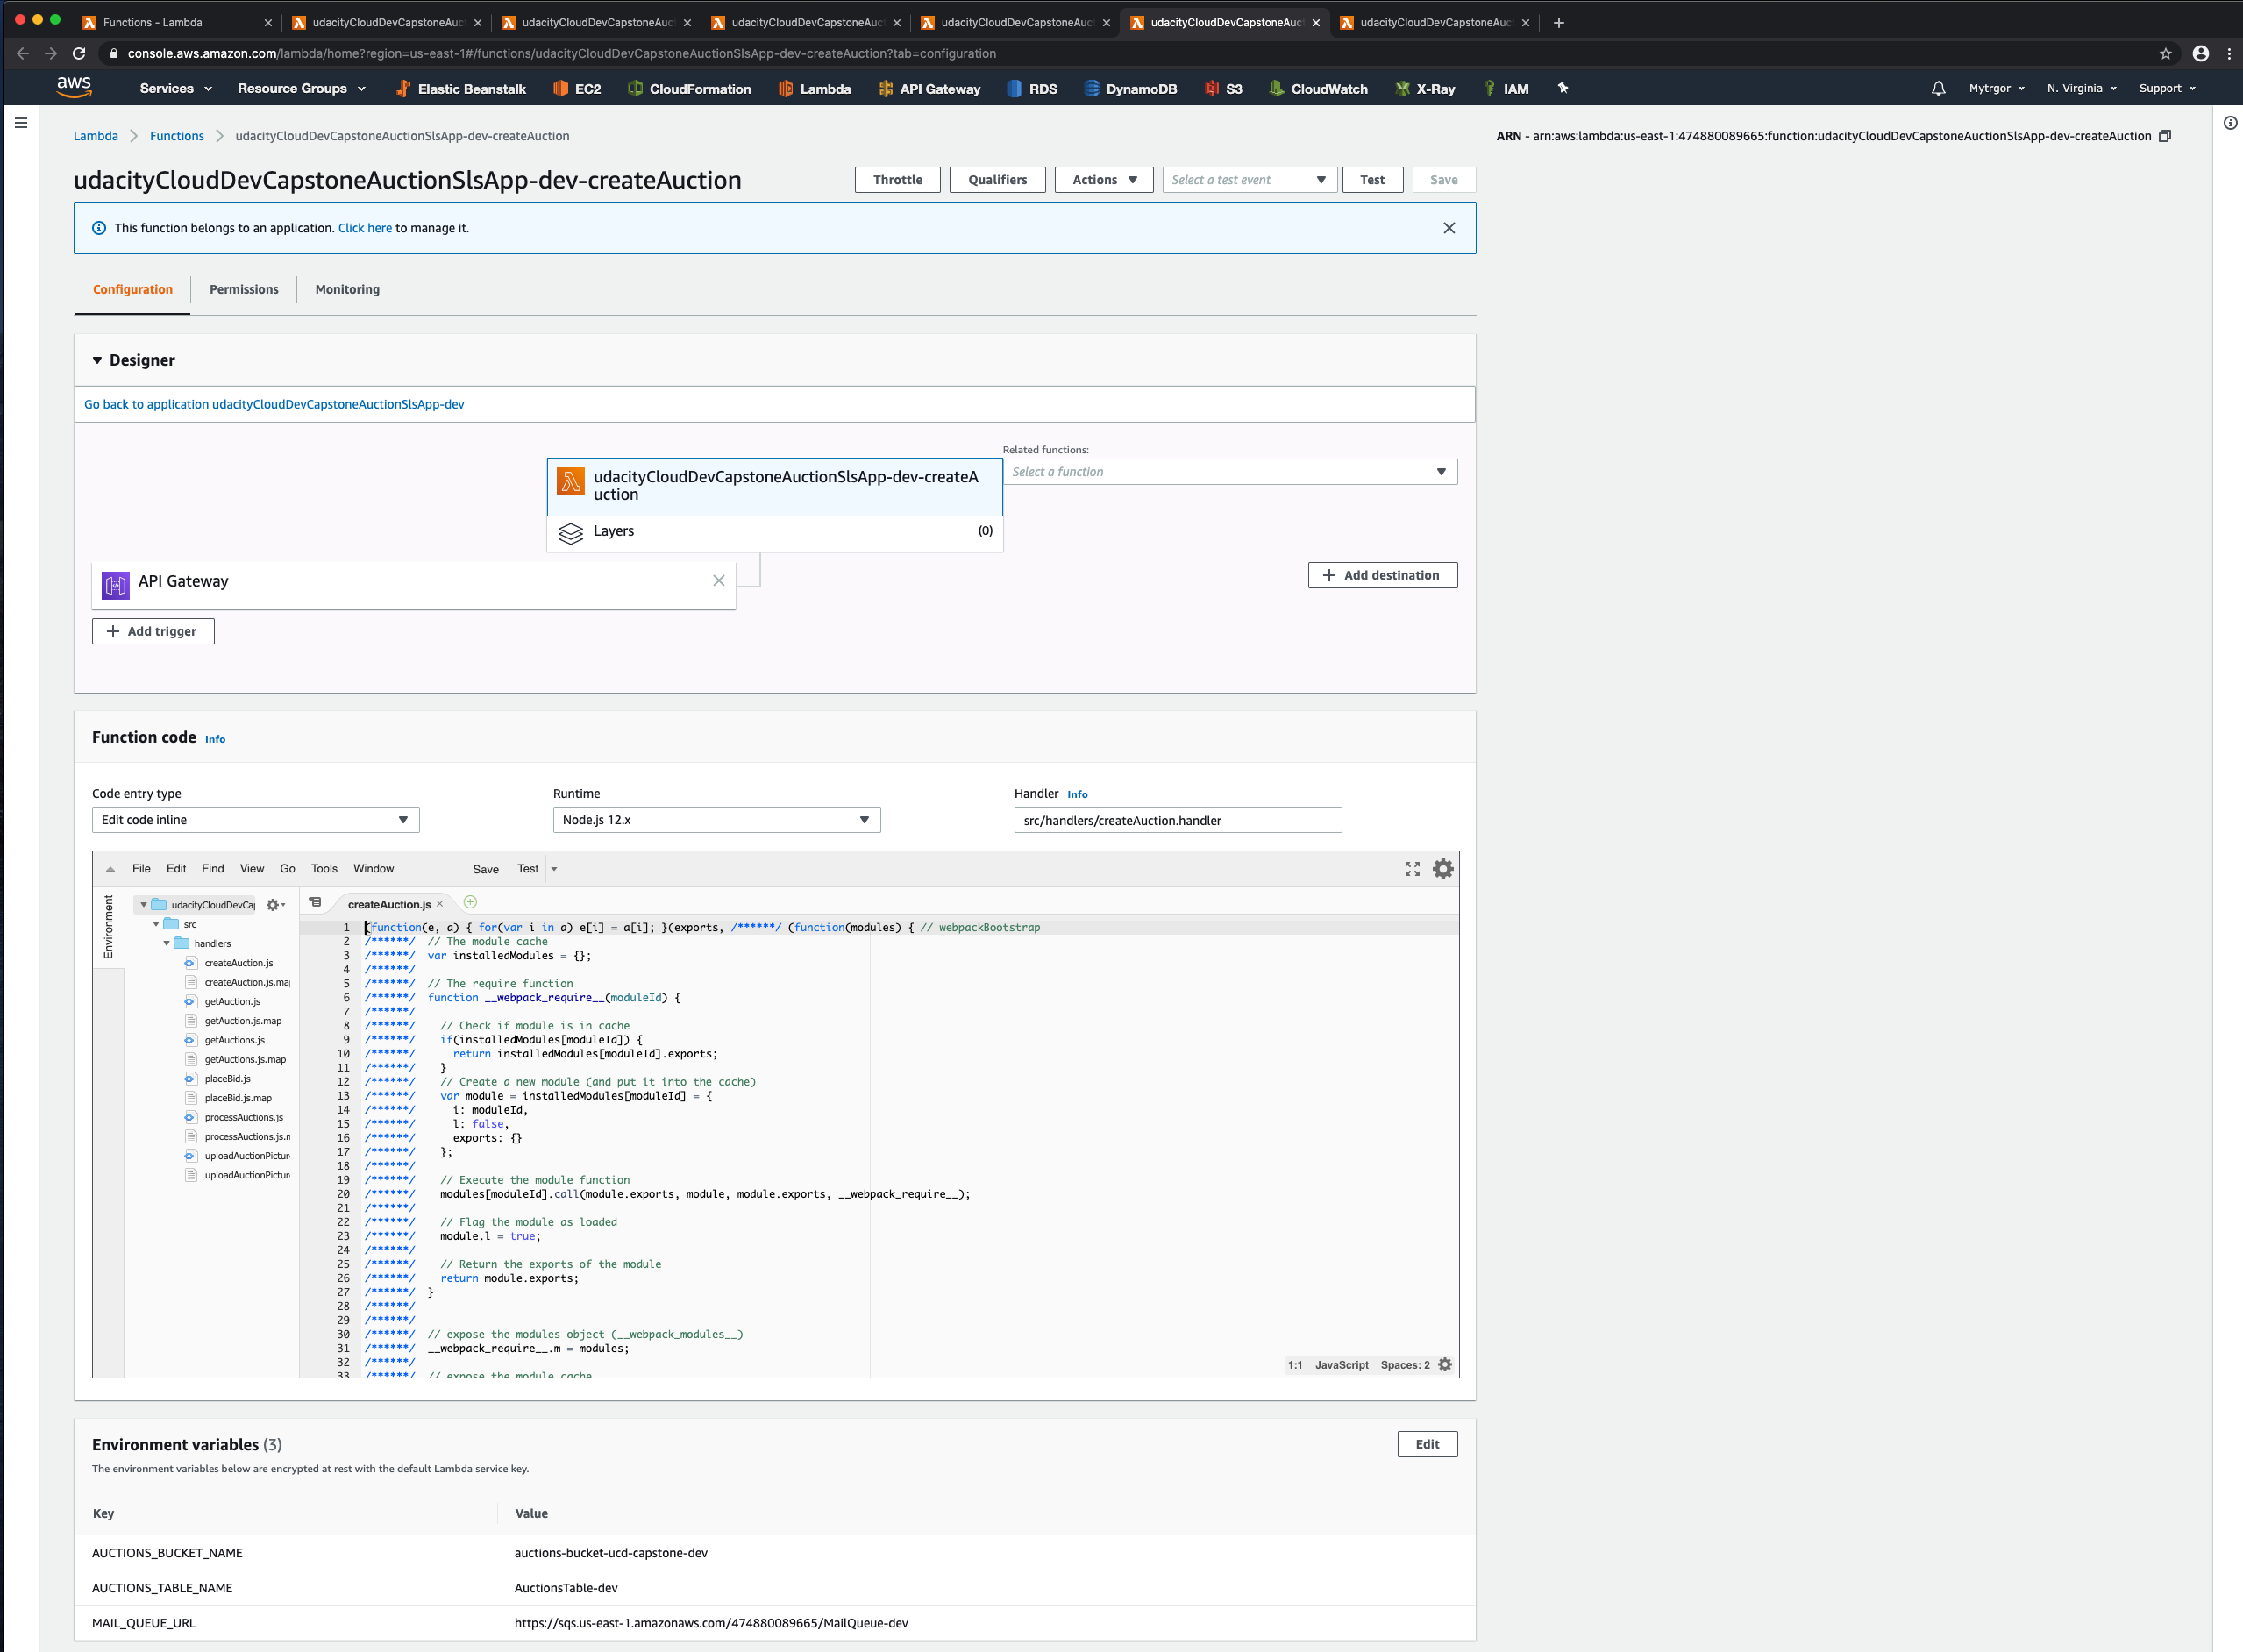 Functions - Lambda
udacityCloudDevCapstoneAuct
udacityCloudDevCapstoneAuct
udacityCloudDevCapstoneAuct
udacityCloudDevCapstoneAuct
udacityCloudDevCapstoneAuct
udacityCloudDevCapstoneAuc
console.aws.amazon.com/lambda/home?region=us-east-1#/functions/udacityCloudDevCapstoneAuctionSlsApp-dev-createAuction?tab=configuration
aws Services Resource Groups Elastic Beanstalk EC2 CloudFormation Lambda API Gateway RDS DynamoDB S3 CloudWatch X-Ray IAM Mytrgor N. Virginia Support
Lambda Functions udacityCloudDevCapstoneAuctionSlsApp-dev-createAuction
ARN - arn:aws:lambda:us-east-1:474880089665:function:udacityCloudDevCapstoneAuctionSlsApp-dev-createAuction
udacityCloudDevCapstoneAuctionSlsApp-dev-createAuction
Throttle Qualifiers Actions Select a test event Test Save
This function belongs to an application. Click here to manage it.
Configuration Permissions Monitoring
Designer
Go back to application udacityCloudDevCapstoneAuctionSlsApp-dev
Related functions:
Select a function
udacityCloudDevCapstoneAuctionSlsApp-dev-createA
uction
Layers (0)
API Gateway
Add destination
Add trigger
Function code Info
Code entry type Runtime Handler Info
Edit code inline Node.js 12.x src/handlers/createAuction.handler
File Edit Find View Go Tools Window Save Test
Environment
udacityCloudDevCap
src
handlers
createAuction.js
createAuction.js.map
getAuction.js
getAuction.js.map
getAuctions.js
getAuctions.js.map
placeBid.js
placeBid.js.map
processAuctions.js
processAuctions.js.m
uploadAuctionPictur
uploadAuctionPictur
createAuction.js
1 (function(e, a) { for(var i in a) e[i] = a[i]; }(exports, /******/ (function(modules) { // webpackBootstrap
2 /******/ // The module cache
3 /******/ var installedModules = {};
4 /******/
5 /******/ // The require function
6 /******/ function __webpack_require__(moduleId) {
7 /******/
8 /******/ // Check if module is in cache
9 /******/ if(installedModules[moduleId]) {
10 /******/ return installedModules[moduleId].exports;
11 /******/ }
12 /******/ // Create a new module (and put it into the cache)
13 /******/ var module = installedModules[moduleId] = {
14 /******/ i: moduleId,
15 /******/ l: false,
16 /******/ exports: {}
17 /******/ };
18 /******/
19 /******/ // Execute the module function
20 /******/ modules[moduleId].call(module.exports, module, module.exports, __webpack_require__);
21 /******/
22 /******/ // Flag the module as loaded
23 /******/ module.l = true;
24 /******/
25 /******/ // Return the exports of the module
26 /******/ return module.exports;
27 /******/ }
28 /******/
29 /******/
30 /******/ // expose the modules object (__webpack_modules__)
31 /******/ __webpack_require__.m = modules;
32 /******/
33 /******/ // expose the module cache
1:1 JavaScript Spaces: 2
Environment variables (3)
Edit
The environment variables below are encrypted at rest with the default Lambda service key.
Key Value
AUCTIONS_BUCKET_NAME auctions-bucket-ucd-capstone-dev
AUCTIONS_TABLE_NAME AuctionsTable-dev
MAIL_QUEUE_URL https://sqs.us-east-1.amazonaws.com/474880089665/MailQueue-dev